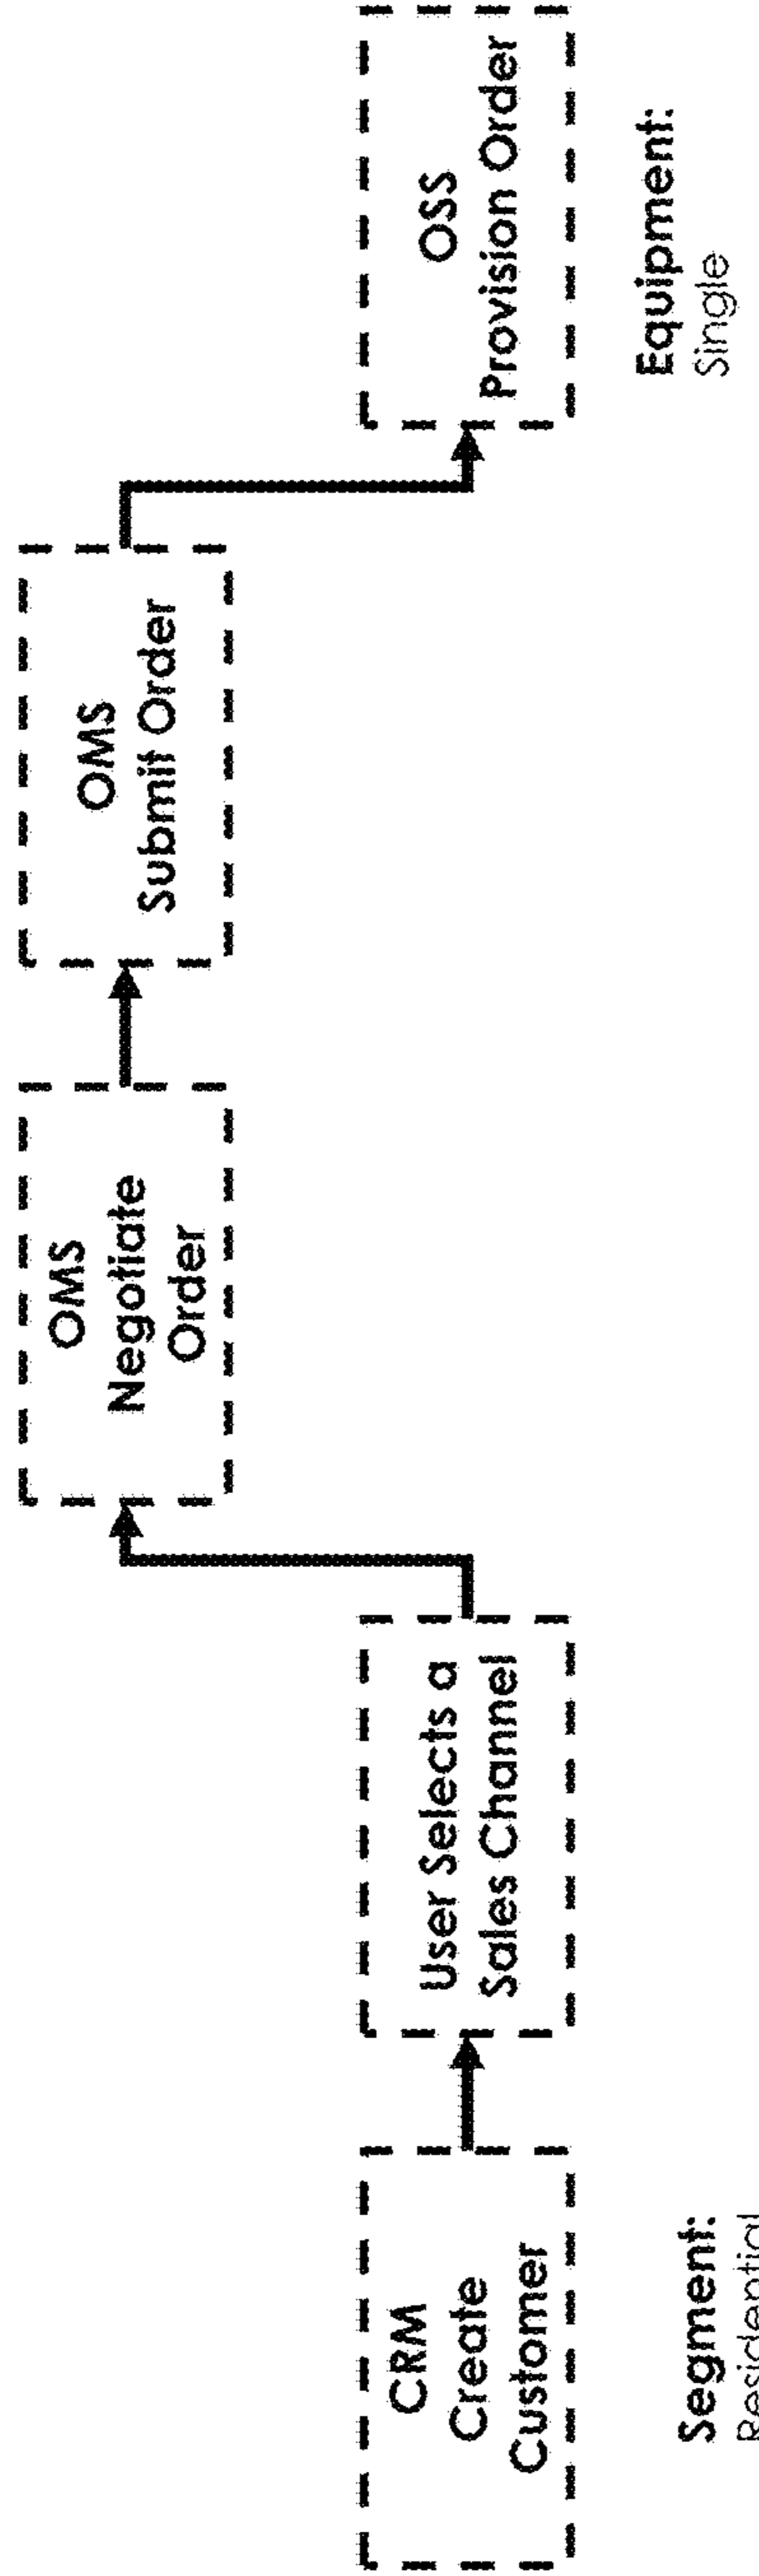 CRM
Create
Customer
User Selects a
Sales Channel
OMS
Negotiate
Order
OMS
Submit Order
OSS
Provision Order
Segment:
Residential
Equipment:
Single